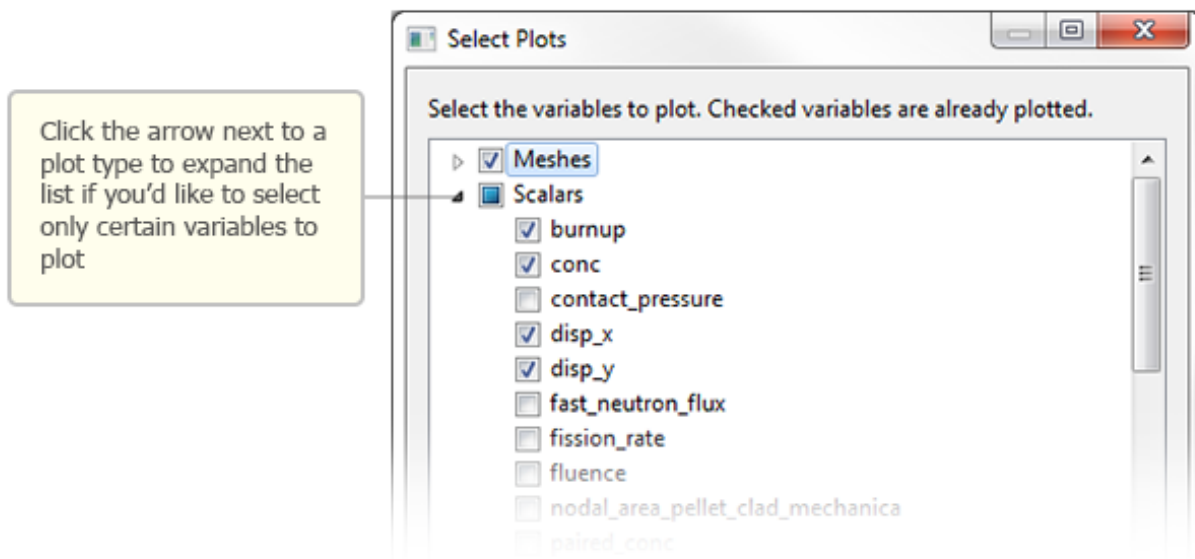 Select Plots
Select the variables to plot. Checked variables are already plotted.
Click the arrow next to a
plot type to expand the
list if you'd like to select
only certain variables to
plot
Meshes
Scalars
burnup
conc
contact_pressure
disp_x
disp_y
fast_neutron_flux
fission_rate
fluence
nodal_area_pellet_clad_mechanica
paired_conc